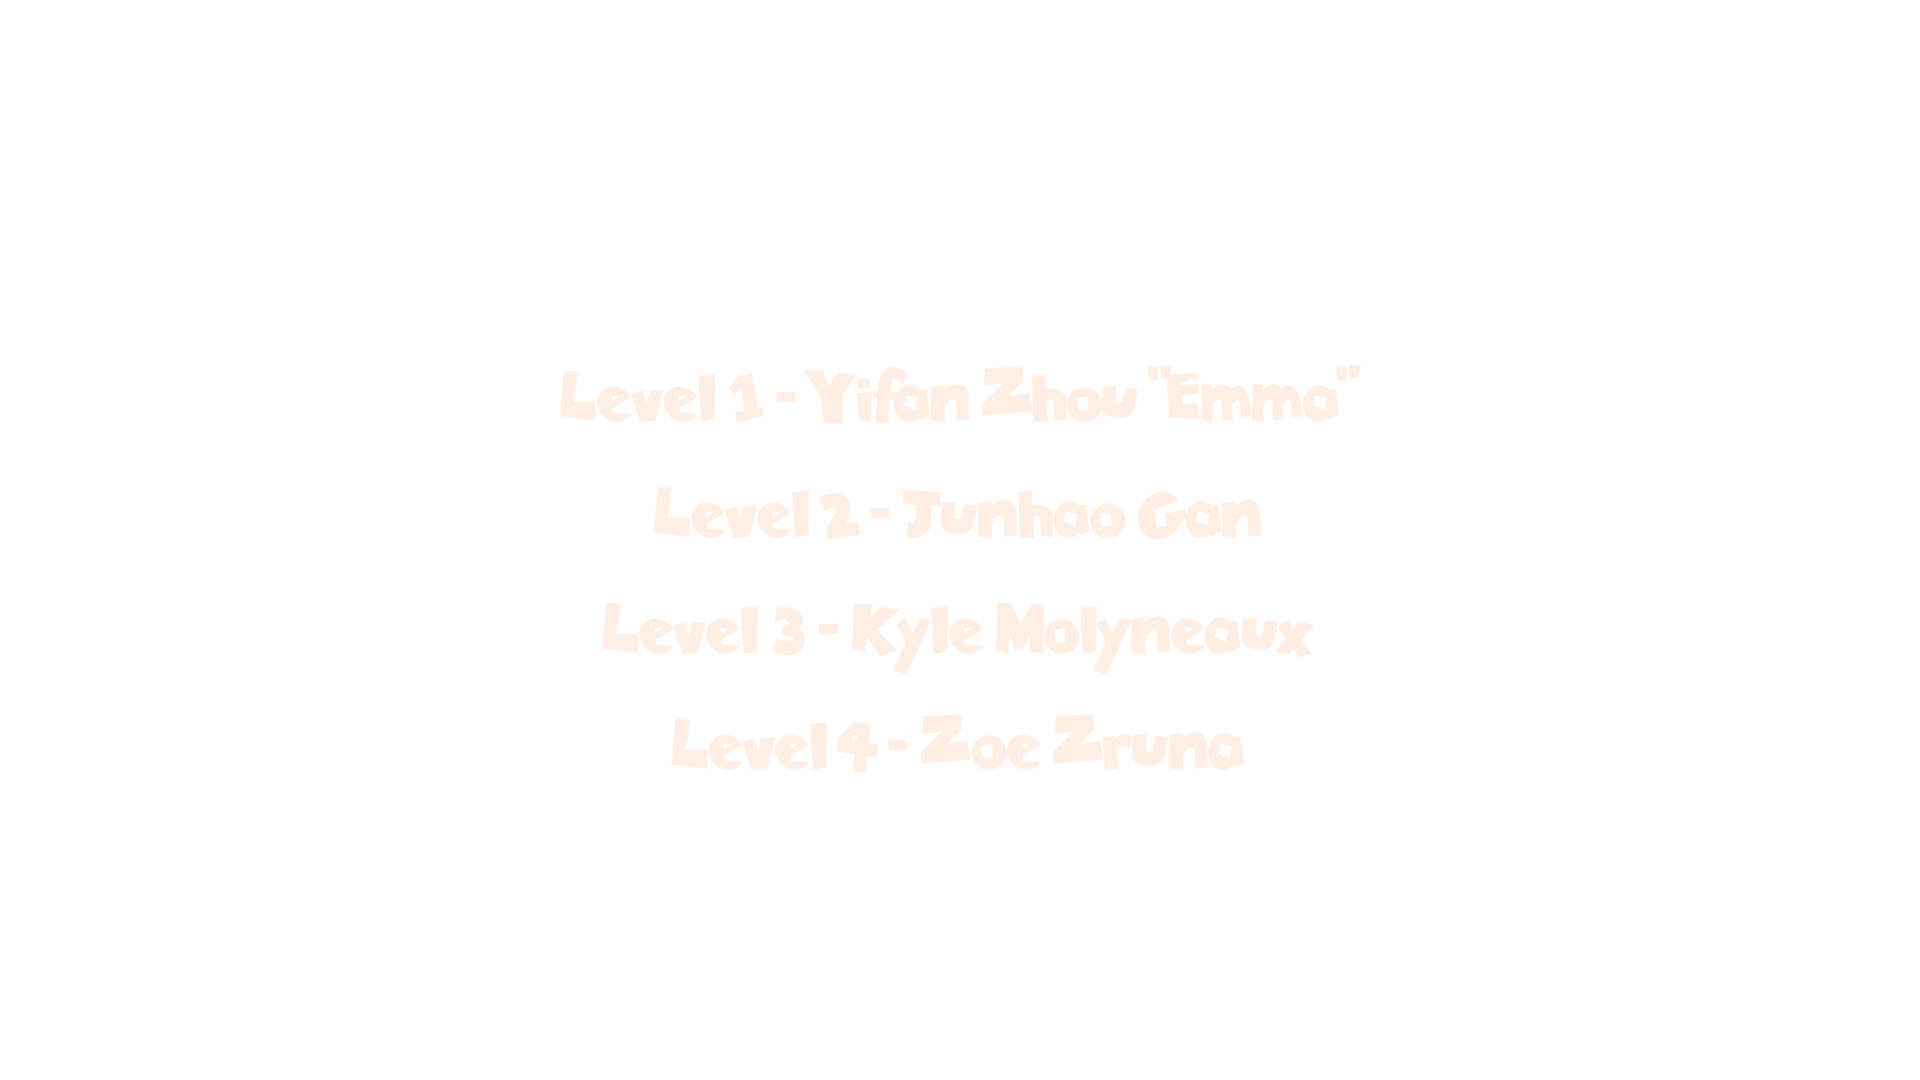 Level 1 - Yifan Zhou "Emma"
Level 2 - Junhao Gan
Level 3 - Kyle Molyneaux
Level 4 - Zoe Zruna